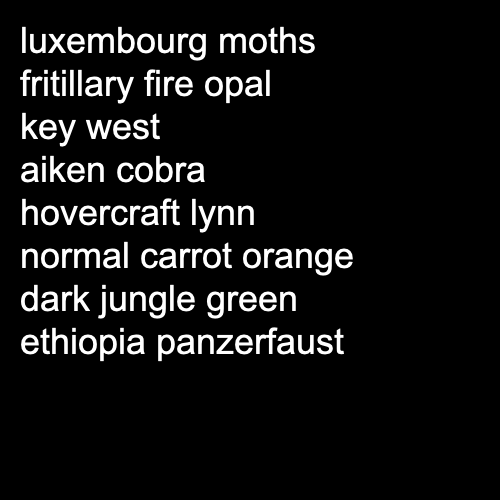 luxembourg moths
fritillary fire opal
key west
aiken cobra
hovercraft lynn
normal carrot orange
dark jungle green
ethiopia panzerfaust